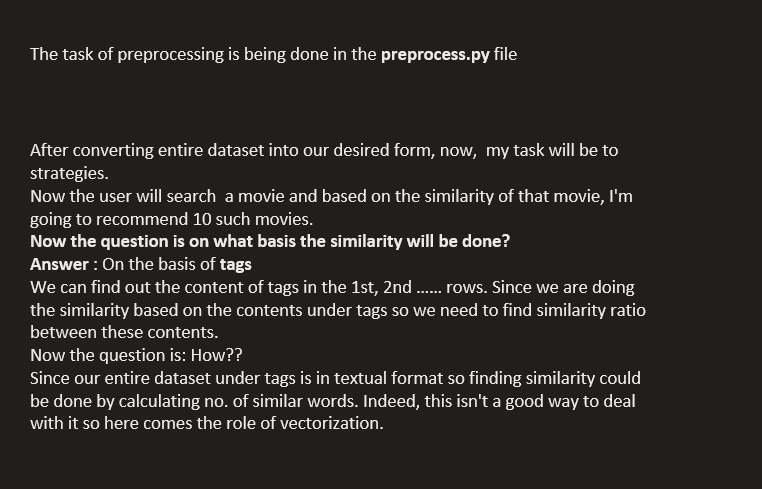 The task of preprocessing is being done in the preprocess.py file
After converting entire dataset into our desired form, now,  my task will be to
strategies.
Now the user will search  a movie and based on the similarity of that movie, I'm
going to recommend 10 such movies.
Now the question is on what basis the similarity will be done?
Answer : On the basis of tags
We can find out the content of tags in the 1st, 2nd ...... rows. Since we are doing
the similarity based on the contents under tags so we need to find similarity ratio
between these contents.
Now the question is: How??
Since our entire dataset under tags is in textual format so finding similarity could
be done by calculating no. of similar words. Indeed, this isn't a good way to deal
with it so here comes the role of vectorization.